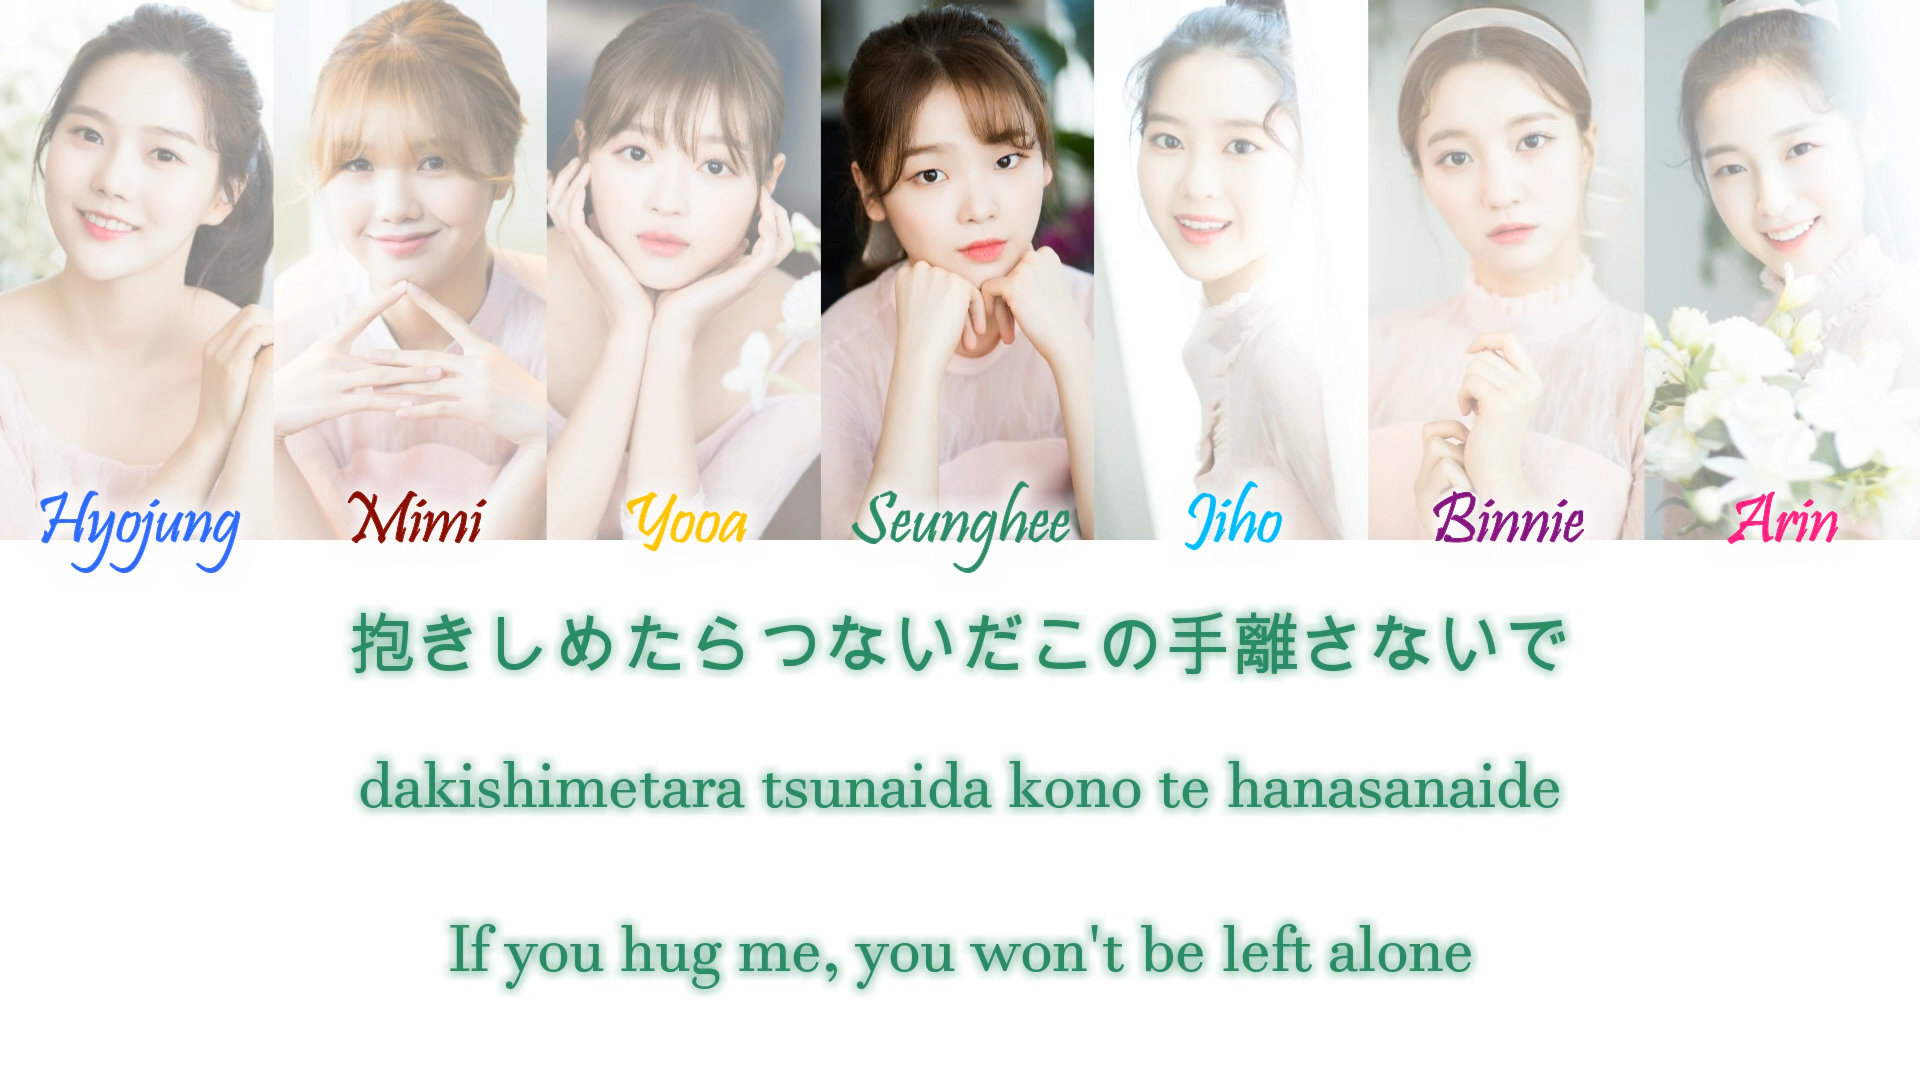 Hyojung Mimi Yooa Seunghee Jiho Binnie Arin
抱きしめたらつないだこの手離さないで
dakishimetara tsunaida kono te hanasanaide
If you hug me, you won't be left alone